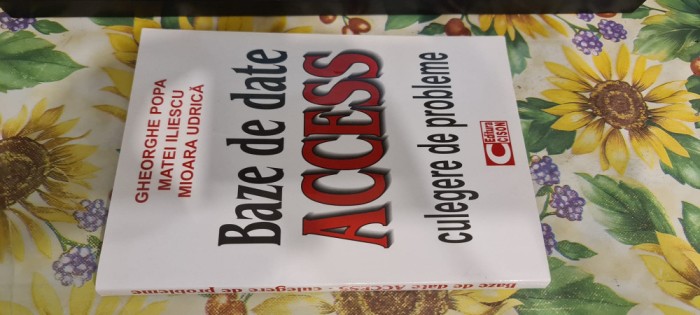 GHEORGHE POPA
MATEI ILIESCU
MIOARA UDRICĂ
Baze de date
ACCESS
culegere de probleme
Editura
CISON
Baze de date ACCESS - culegere de probleme